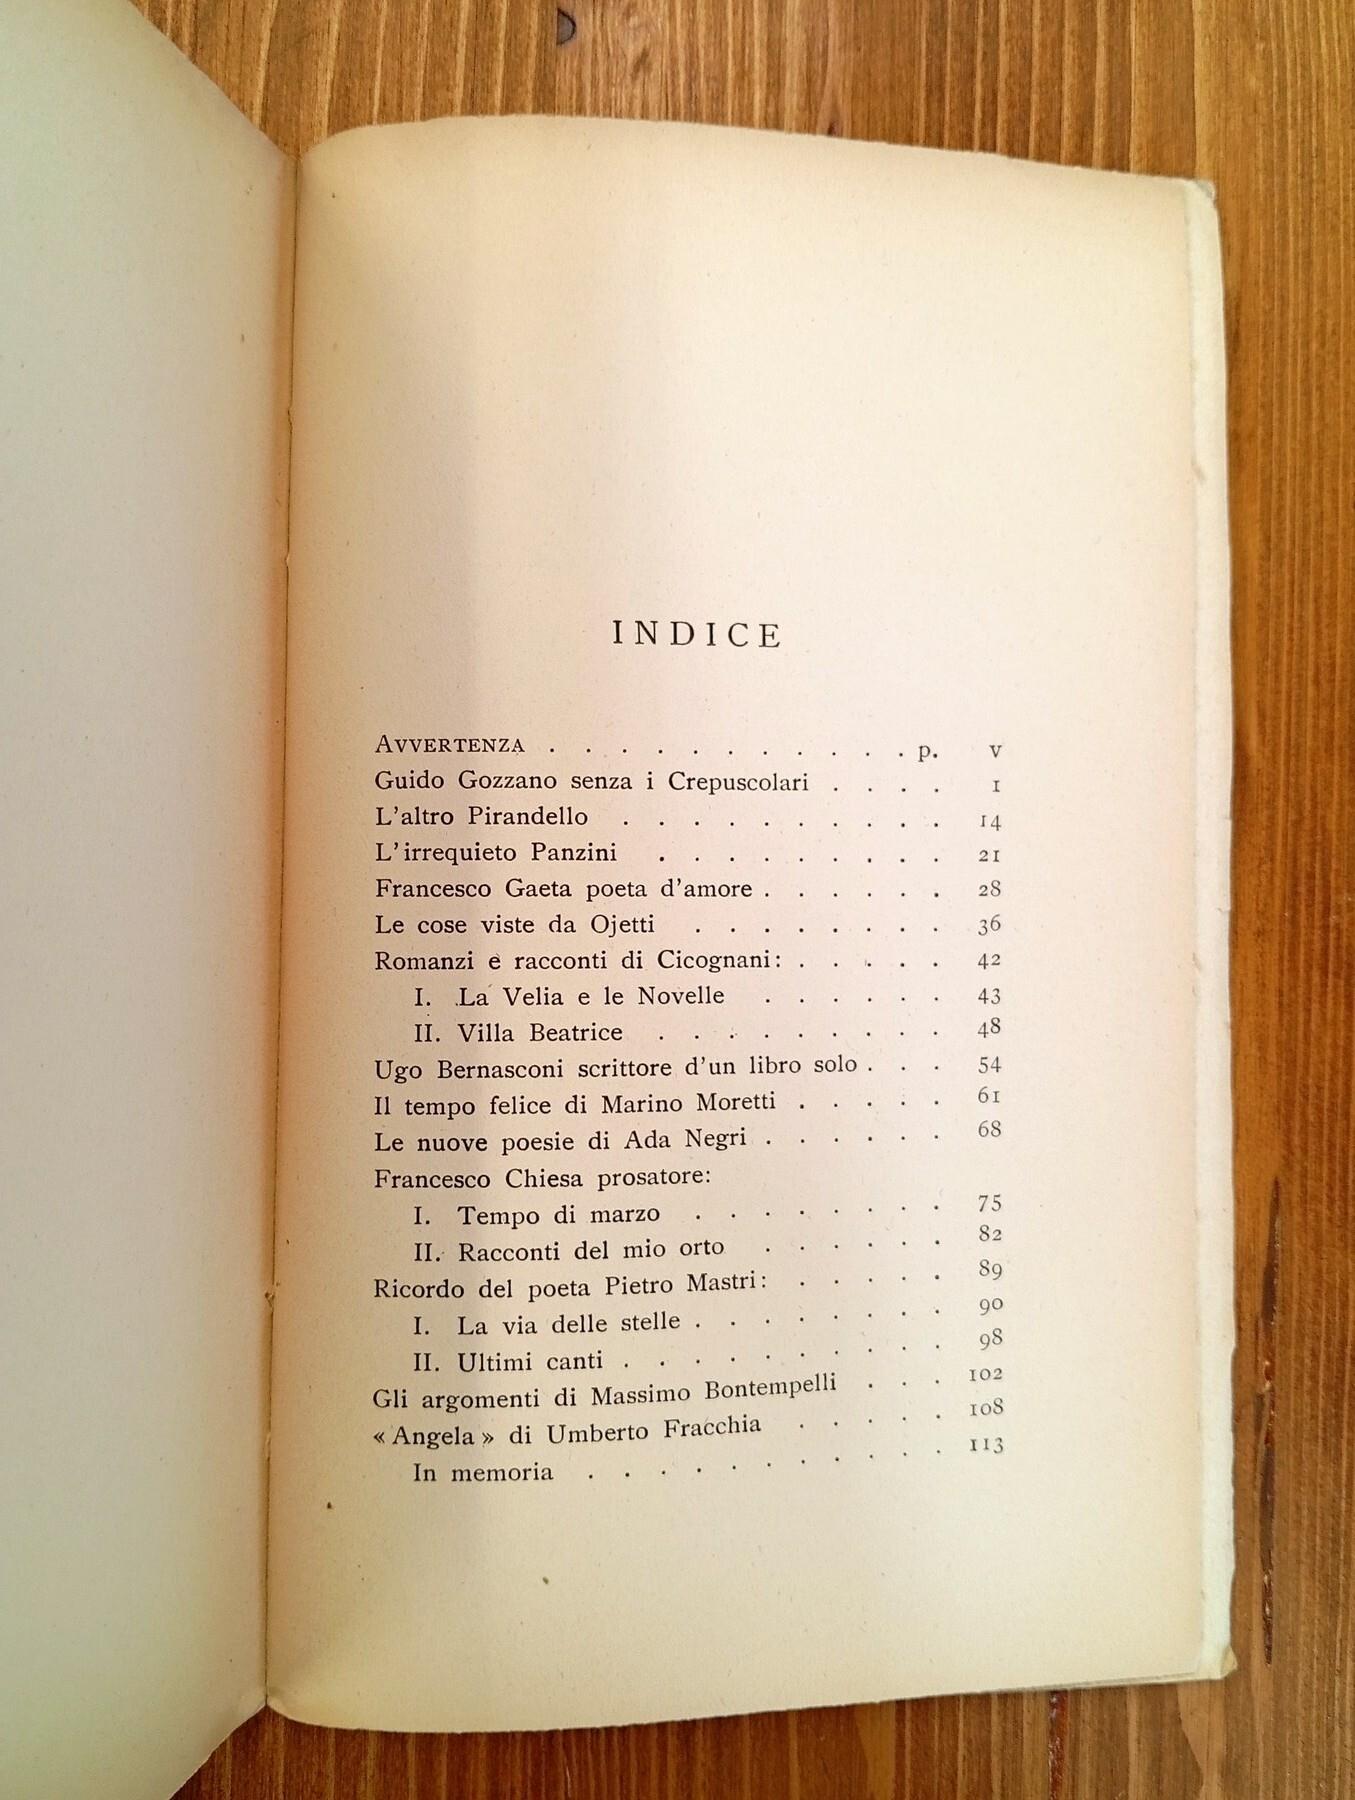 INDICE
AVVERTENZA . . . . . . . . . . . p. V
Guido Gozzano senza i Crepuscolari . . . . 1
L'altro Pirandello . . . . . . . . . . 14
L'irrequieto Panzini . . . . . . . . . 21
Francesco Gaeta poeta d'amore . . . . . . 28
Le cose viste da Ojetti . . . . . . . . 36
Romanzi e racconti di Cicognani: . . . . . 42
I. La Velia e le Novelle . . . . . . 43
II. Villa Beatrice . . . . . . . . . 48
Ugo Bernasconi scrittore d'un libro solo . . . 54
Il tempo felice di Marino Moretti . . . . . 61
Le nuove poesie di Ada Negri . . . . . . 68
Francesco Chiesa prosatore:
I. Tempo di marzo . . . . . . . . 75
II. Racconti del mio orto . . . . . . 82
Ricordo del poeta Pietro Mastri: . . . . . 89
I. La via delle stelle . . . . . . . . 90
II. Ultimi canti . . . . . . . . . . 98
Gli argomenti di Massimo Bontempelli . . . 102
«Angela» di Umberto Fracchia . . . . . 108
In memoria . . . . . . . . . . . 113